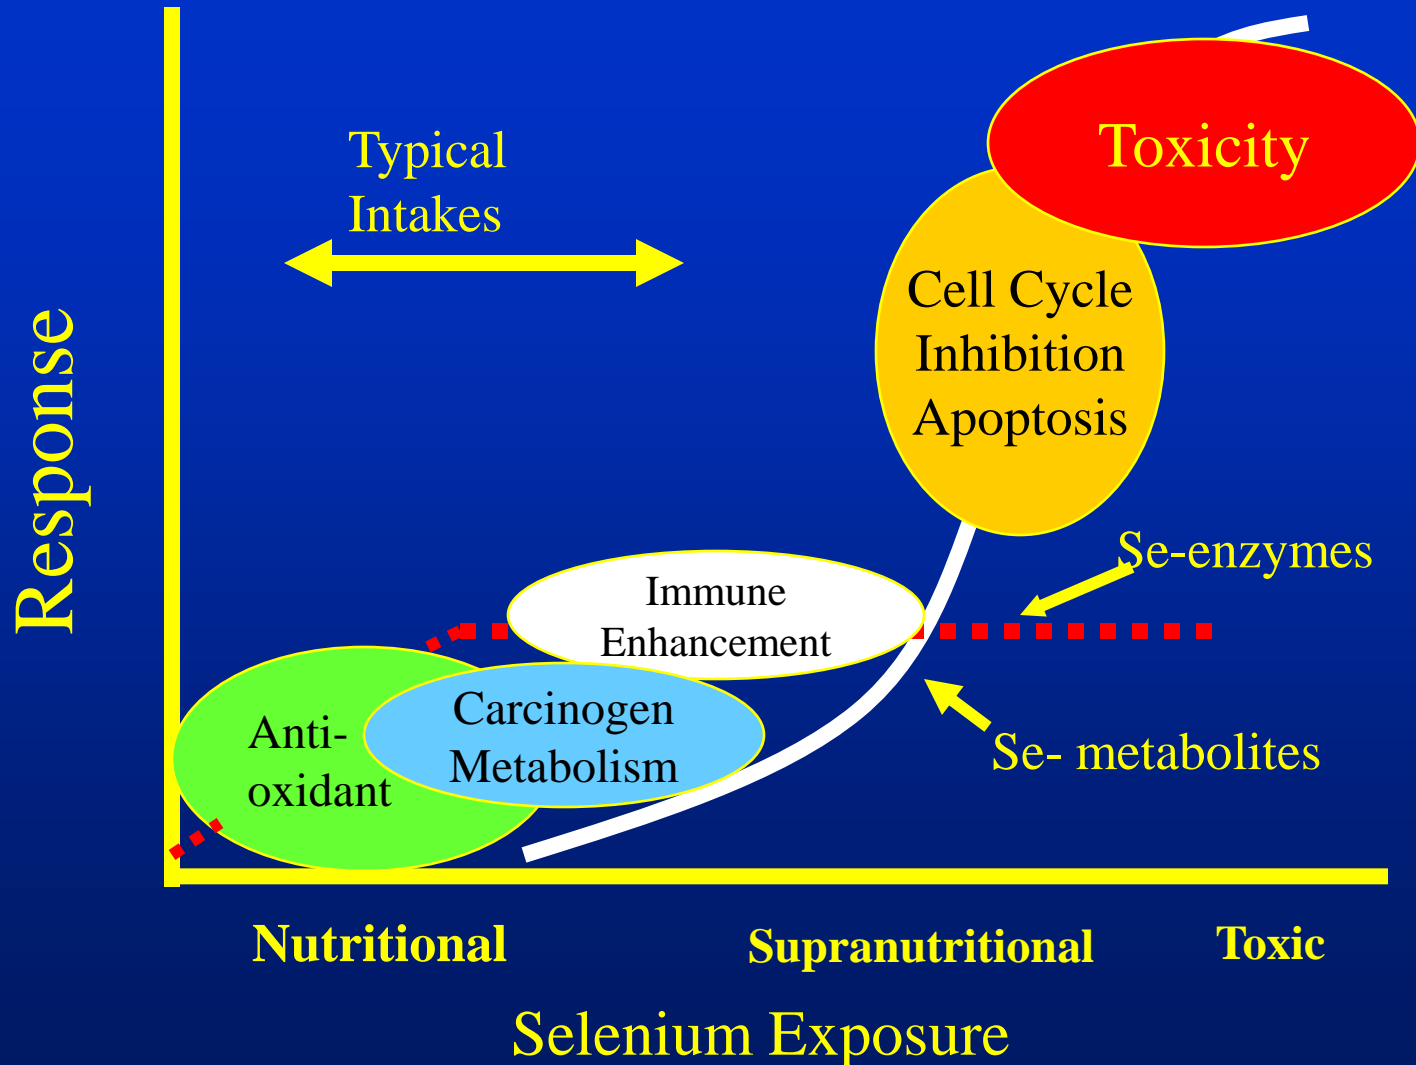 Toxicity
Typical
Intakes
Cell Cycle
Inhibition
Apoptosis
Response
Se-enzymes
Immune
Enhancement
Carcinogen
Metabolism
Anti-
oxidant
Se- metabolites
Nutritional
Supranutritional
Toxic
Selenium Exposure